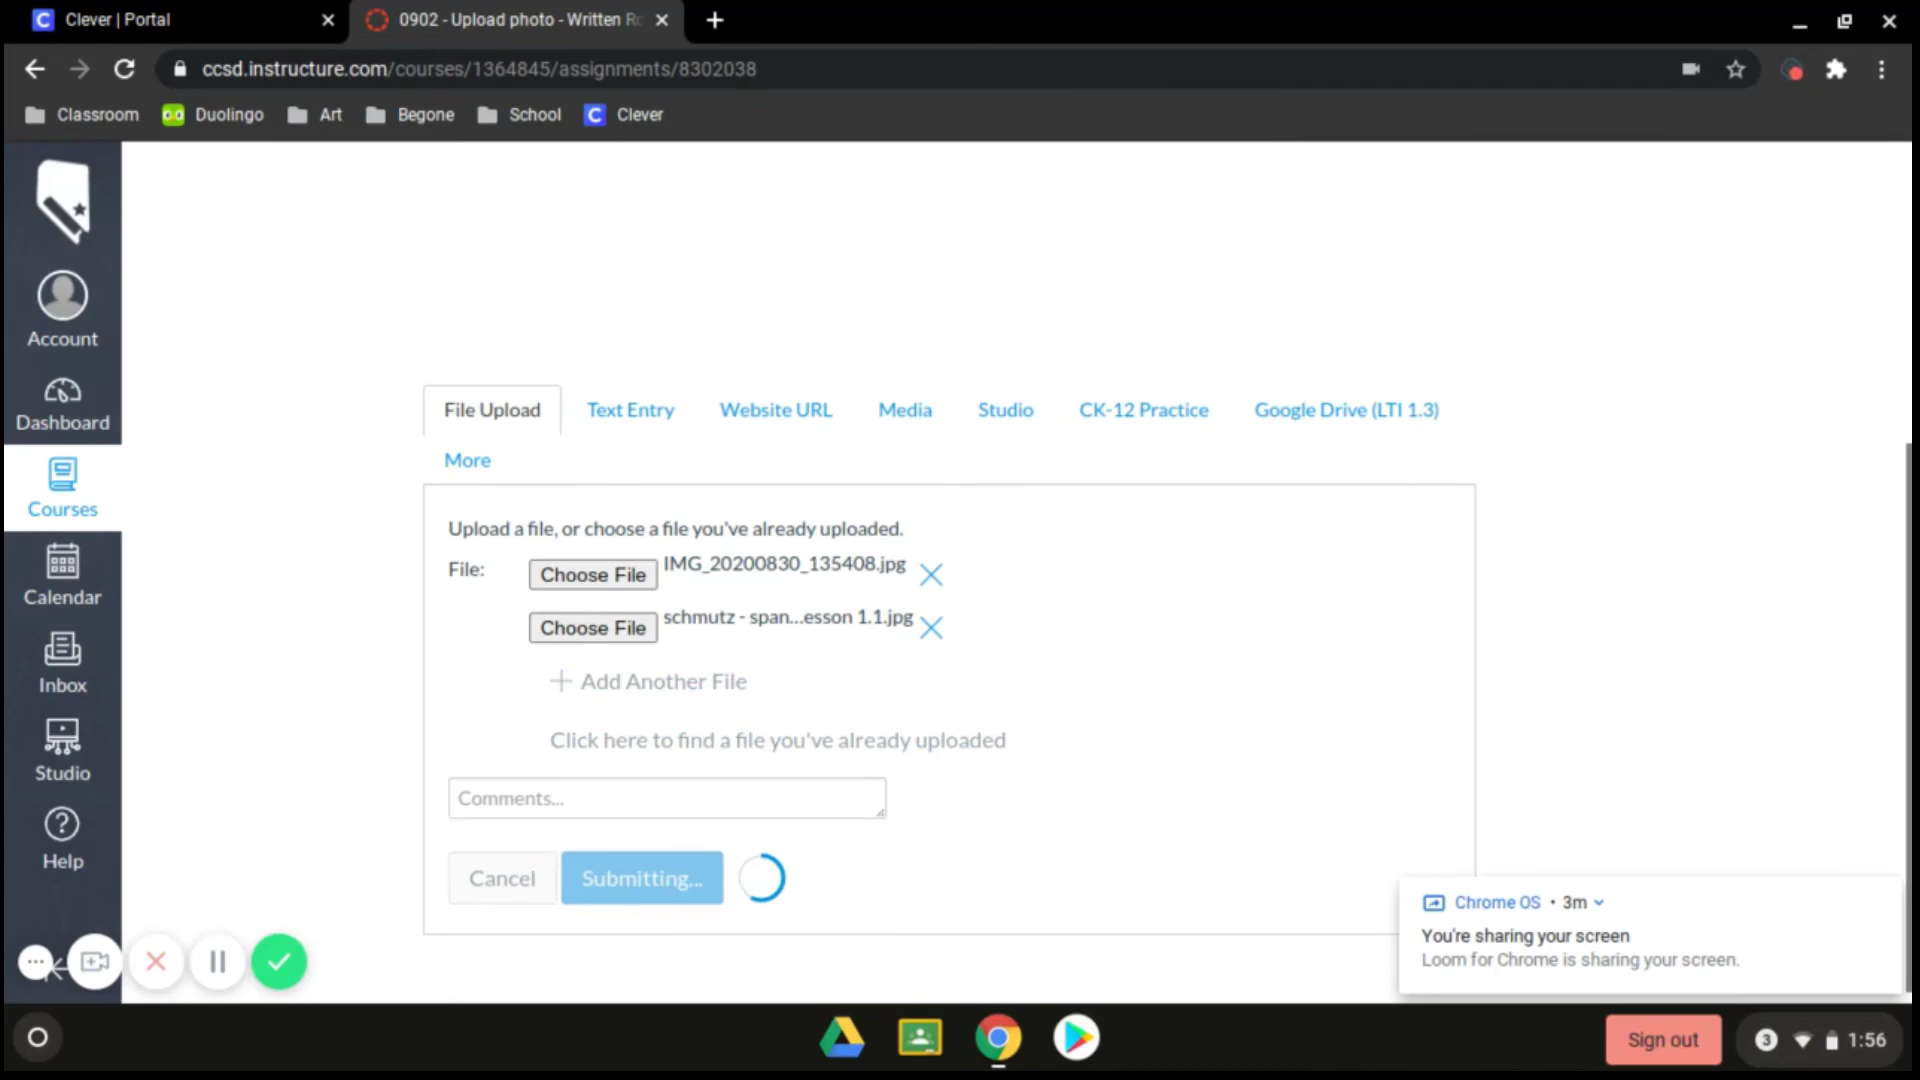 Clever | Portal
0902 - Upload photo - Written R
ccsd.instructure.com/courses/1364845/assignments/8302038
Classroom
Duolingo
Art
Begone
School
C Clever
Account
Dashboard
Courses
Calendar
Inbox
Studio
Help
File Upload
Text Entry
Website URL
Media
Studio
CK-12 Practice
Google Drive (LTI 1.3)
More
Upload a file, or choose a file you've already uploaded.
File:
Choose File IMG_20200830_135408.jpg
Choose File schmutz - span...esson 1.1.jpg
Add Another File
Click here to find a file you've already uploaded
Comments...
Cancel
Submitting...
Chrome OS • 3m
You're sharing your screen
Loom for Chrome is sharing your screen.
Sign out
3
1:56